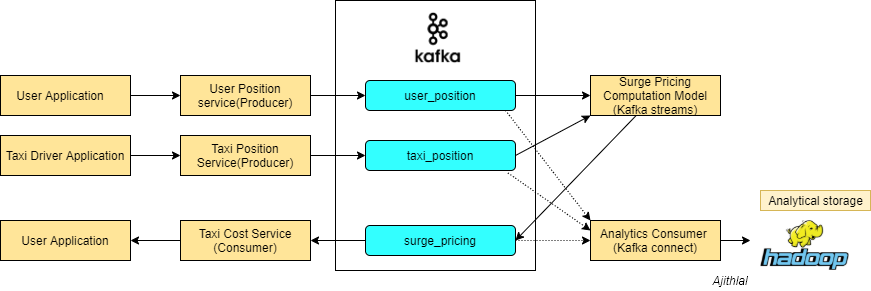 kafka
User Application
User Position
service(Producer)
user_position
Surge Pricing
Computation Model
(Kafka streams)
Taxi Driver Application
Taxi Position
Service(Producer)
taxi_position
Analytical storage
User Application
Taxi Cost Service
(Consumer)
surge_pricing
Analytics Consumer
(Kafka connect)
hadoop
Ajithlal